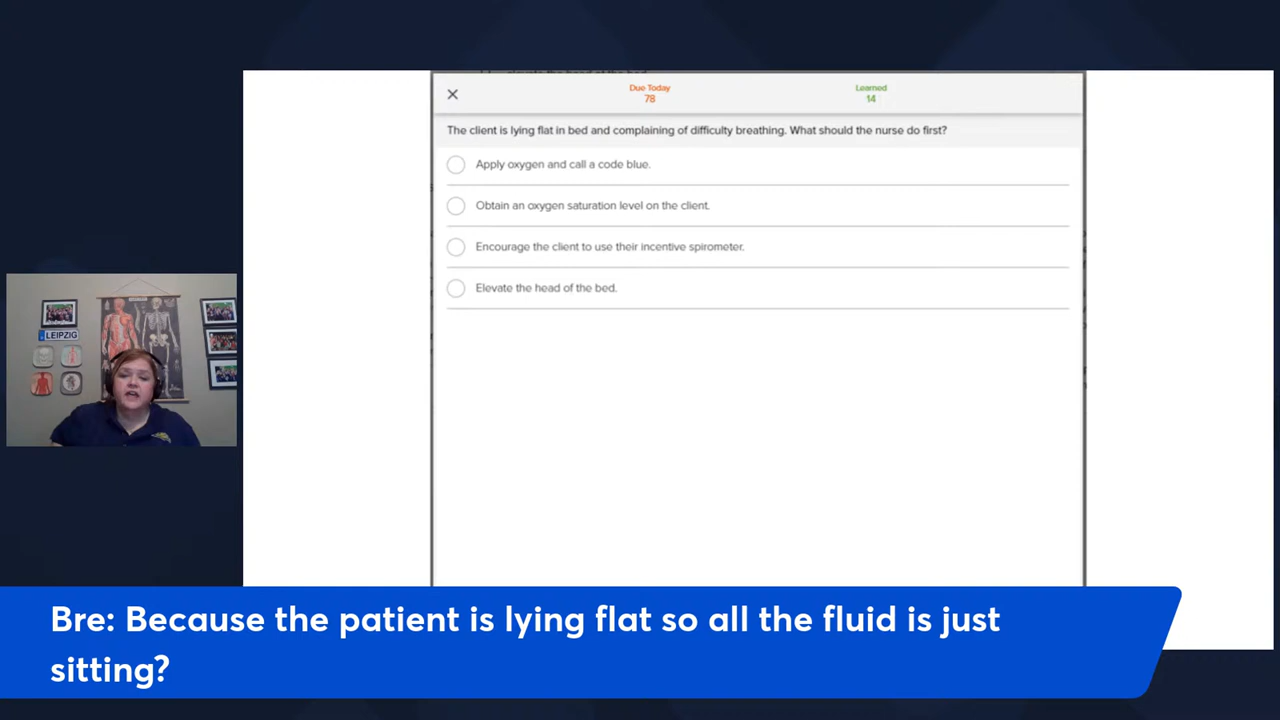 Due Today
78
Learned
14
The client is lying flat in bed and complaining of difficulty breathing. What should the nurse do first?
Apply oxygen and call a code blue.
Obtain an oxygen saturation level on the client.
Encourage the client to use their incentive spirometer.
Elevate the head of the bed.
LEIPZIG
Bre: Because the patient is lying flat so all the fluid is just
sitting?